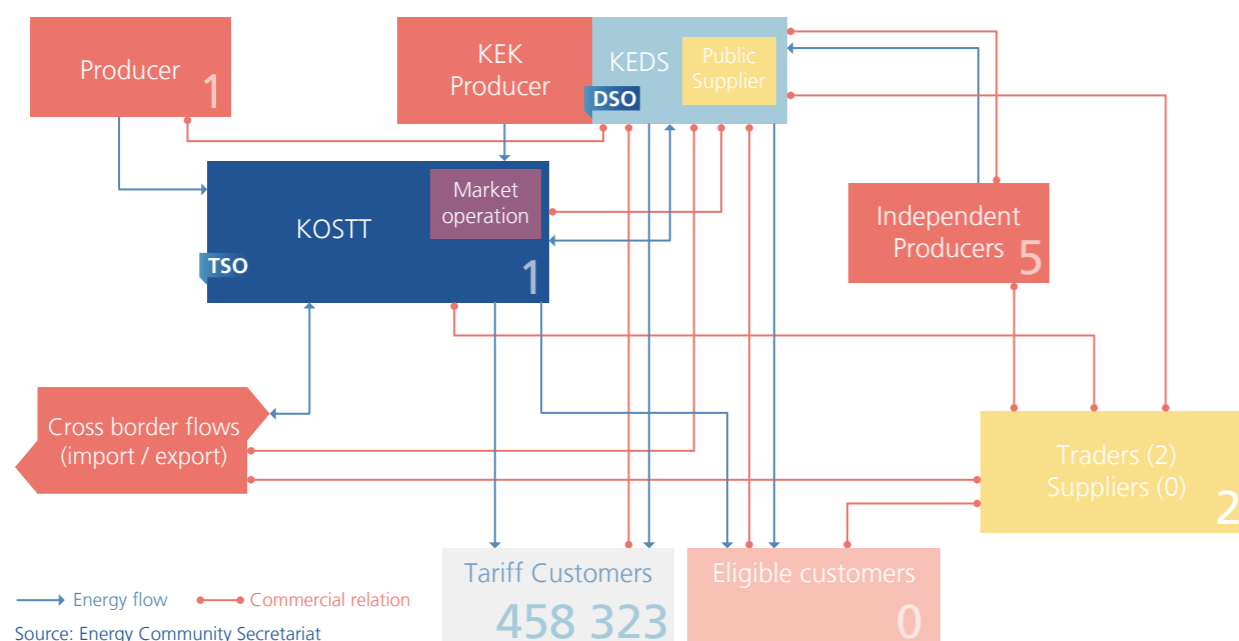 Producer
1
KEK
Producer
KEDS
Public
Supplier
DSO
KOSTT
Market
operation
TSO
1
Independent
Producers
5
Cross border flows
(import / export)
Traders (2)
Suppliers (0)
2
Tariff Customers
458 323
Eligible customers
0
Energy flow
Commercial relation
Source: Energy Community Secretariat